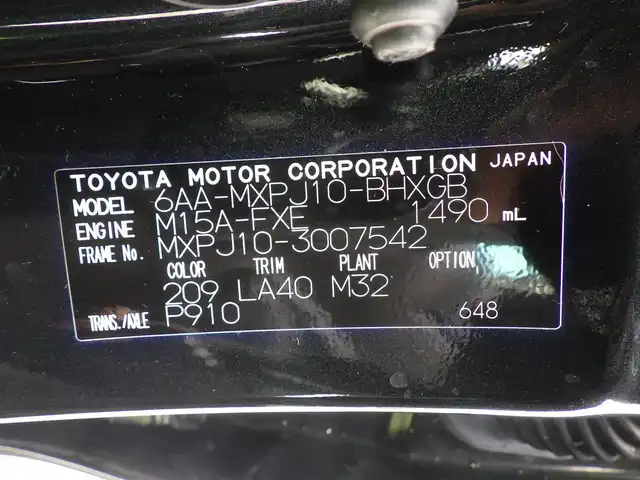 TOYOTA MOTOR CORPORATION JAPAN
MODEL 6AA-MXPJ10-BHXGB
ENGINE M15A-FXE 1490 mL
FRAME No. MXPJ10-3007542
COLOR TRIM PLANT OPTION
209 LA40 M32
TRANS./AXLE P910 648